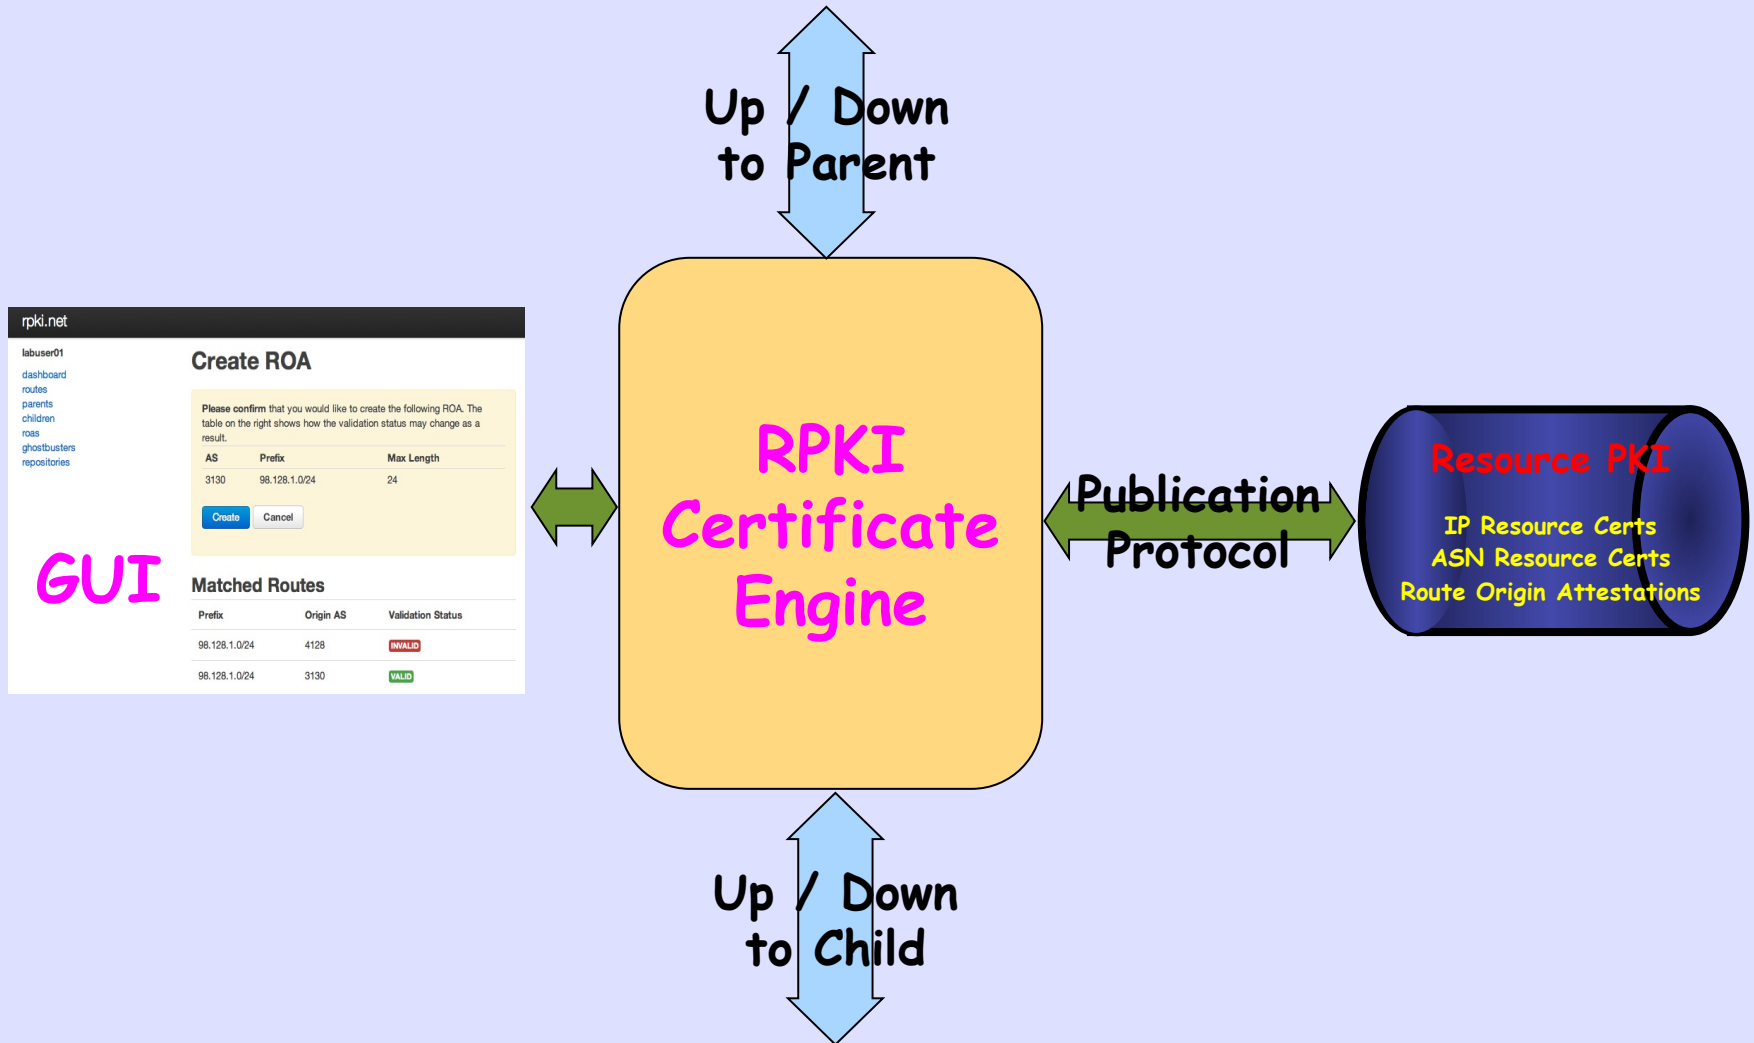 Up / Down
to Parent
rpki.net
labuser01
dashboard
routes
parents
children
roas
ghostbusters
repositories
Create ROA
Please confirm that you would like to create the following ROA. The
table on the right shows how the validation status may change as a
result.
AS Prefix Max Length
3130 98.128.1.0/24 24
Create Cancel
GUI
Matched Routes
Prefix Origin AS Validation Status
98.128.1.0/24 4128 INVALID
98.128.1.0/24 3130 VALID
RPKI
Certificate
Engine
Publication
Protocol
Resource PKI
IP Resource Certs
ASN Resource Certs
Route Origin Attestations
Up / Down
to Child